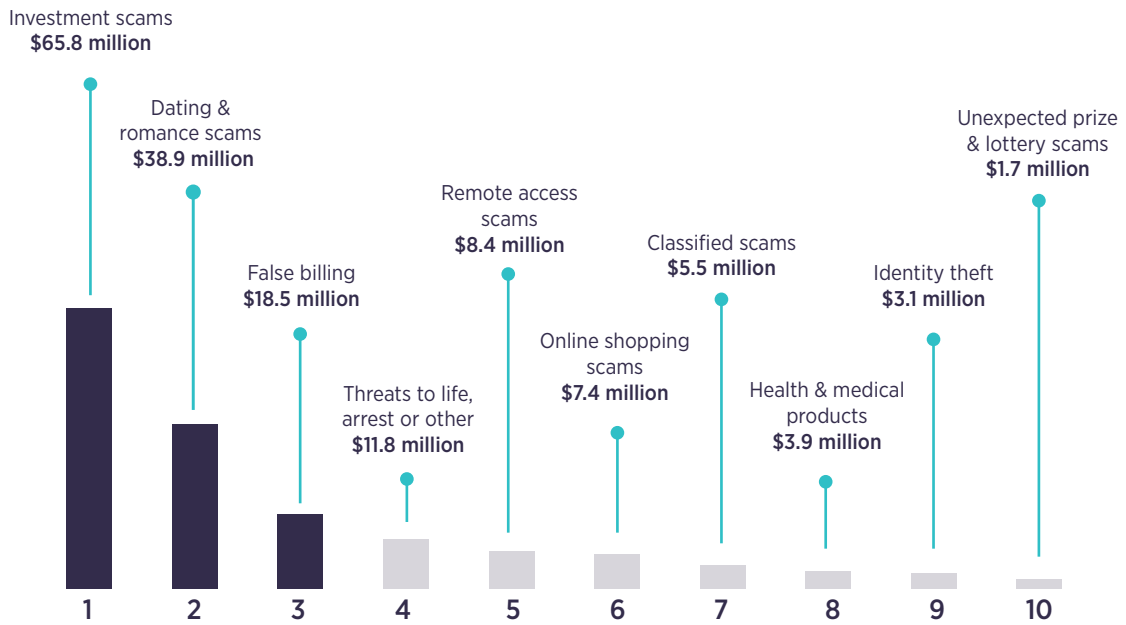 Investment scams
$65.8 million
Dating &
romance scams
$38.9 million
False billing
$18.5 million
Threats to life,
arrest or other
$11.8 million
Remote access
scams
$8.4 million
Online shopping
scams
$7.4 million
Classified scams
$5.5 million
Health & medical
products
$3.9 million
Identity theft
$3.1 million
Unexpected prize
& lottery scams
$1.7 million
1 2 3 4 5 6 7 8 9 10